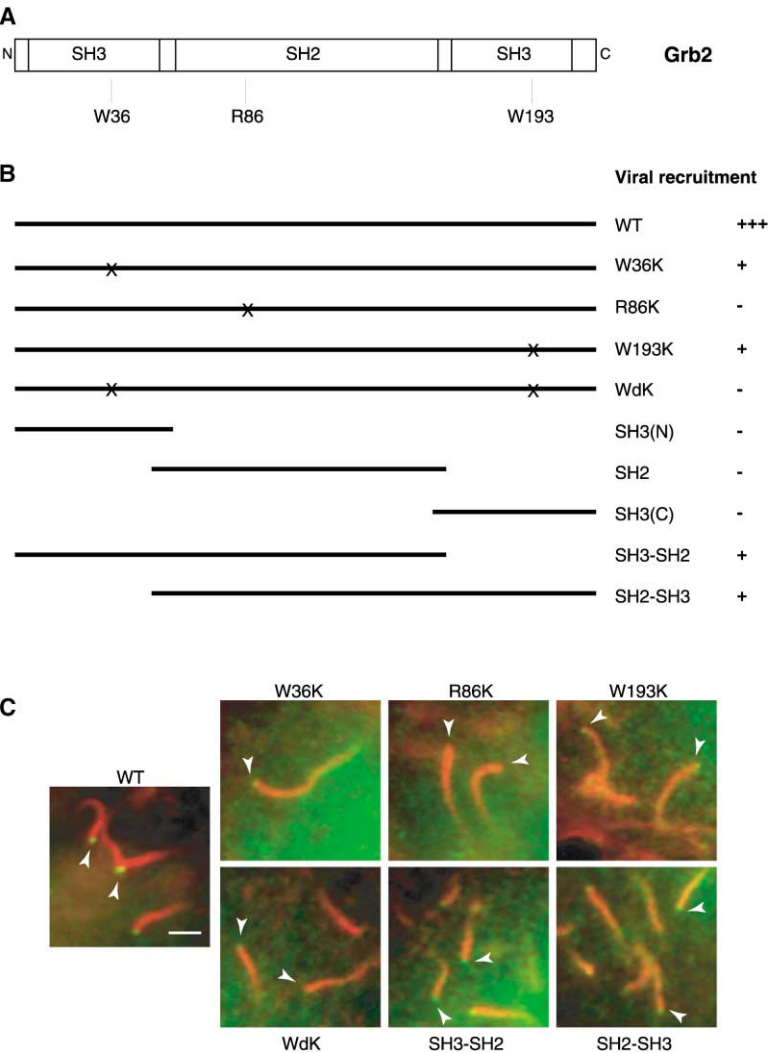 A
N SH3 SH2 SH3 C Grb2
W36 R86 W193
B
Viral recruitment
WT +++
W36K +
x
R86K -
x
W193K +
x
WdK -
x x
SH3(N) -
SH2 -
SH3(C) -
SH3-SH2 +
SH2-SH3 +
C
W36K R86K W193K
WT
WdK SH3-SH2 SH2-SH3